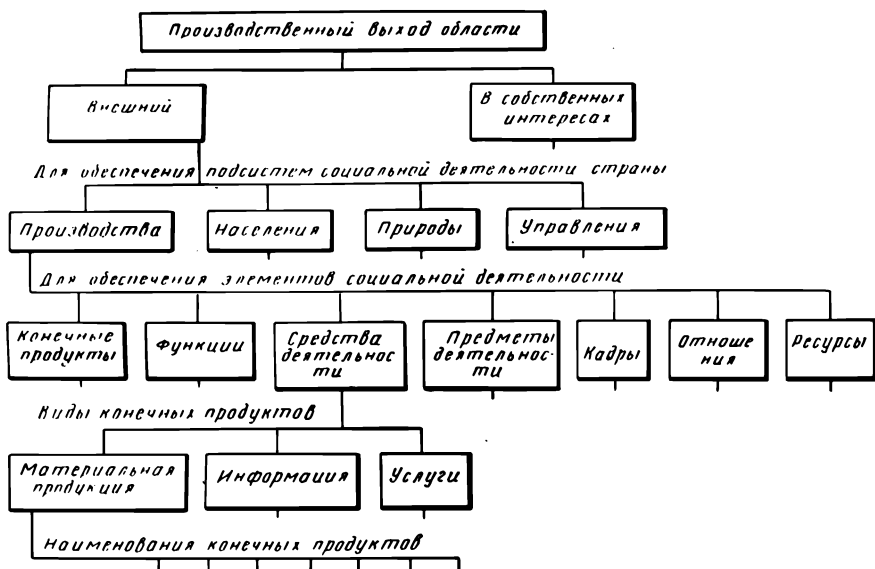 Производственный выход области
Внешний
В собственных
интересах
Для обеспечения подсистем социальной деятельности страны
Производства
Населения
Природы
Управления
Для обеспечения элементов социальной деятельности
Конечные
продукты
Функции
Средства
деятельнос
ти
Предметы
деятельнос-
ти
Кадры
Отноше
ния
Ресурсы
Виды конечных продуктов
Материальная
продукция
Информация
Услуги
Наименования конечных продуктов